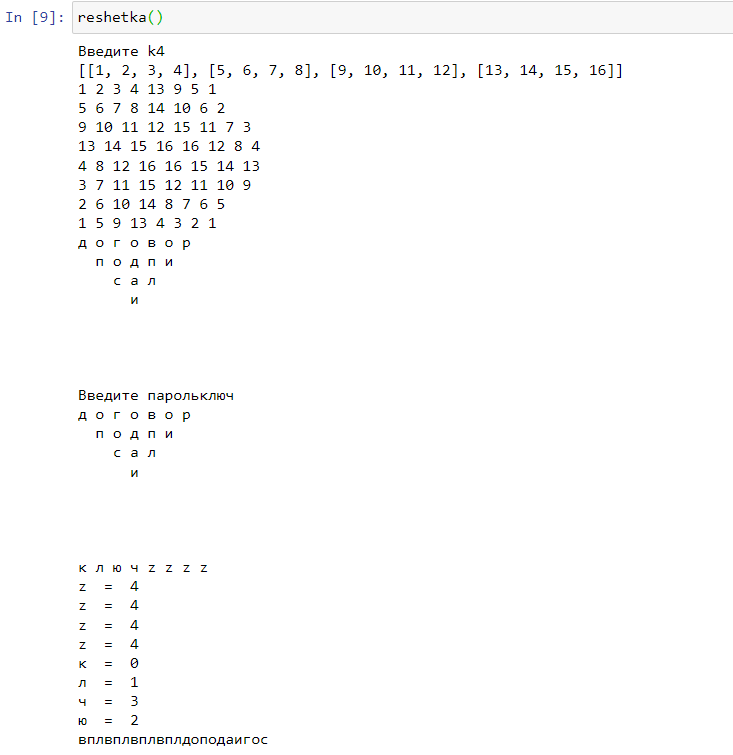 In [9]: reshetka()
Введите k4
[[1, 2, 3, 4], [5, 6, 7, 8], [9, 10, 11, 12], [13, 14, 15, 16]]
1 2 3 4 13 9 5 1
5 6 7 8 14 10 6 2
9 10 11 12 15 11 7 3
13 14 15 16 16 12 8 4
4 8 12 16 16 15 14 13
3 7 11 15 12 11 10 9
2 6 10 14 8 7 6 5
1 5 9 13 4 3 2 1
д о г о в о р
п о д п и
с а л
и
Введите парольключ
д о г о в о р
п о д п и
с а л
и
к л ю ч z z z z
z = 4
z = 4
z = 4
z = 4
к = 0
л = 1
ч = 3
ю = 2
вплвплвплвплдоподаигос